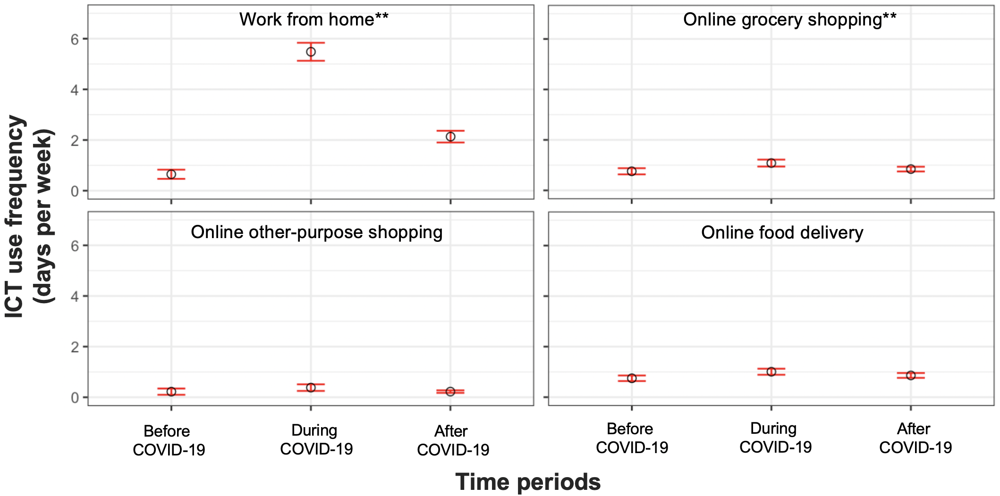 Work from home**
Online grocery shopping**
6
4
2
0
Online other-purpose shopping
Online food delivery
6
4
2
0
ICT use frequency
(days per week)
Before
COVID-19
During
COVID-19
After
COVID-19
Before
COVID-19
During
COVID-19
After
COVID-19
Time periods